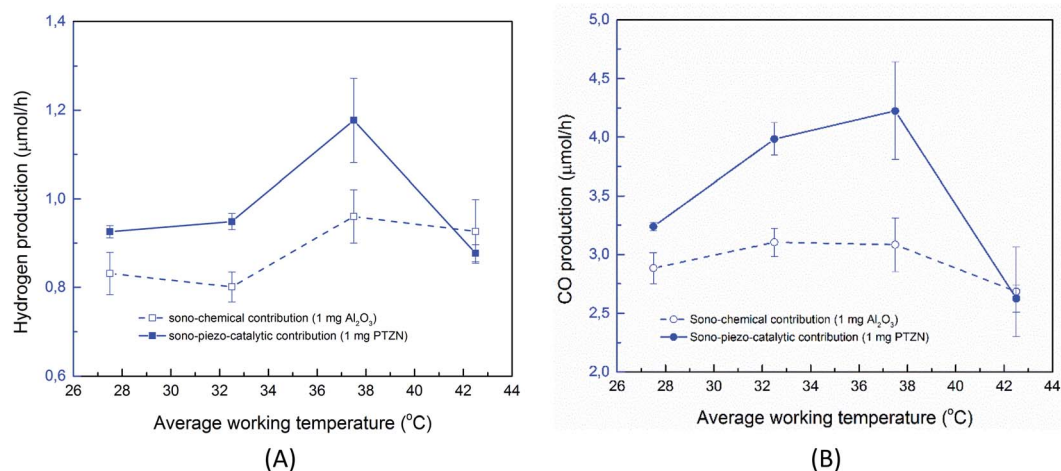 1,4
1,2
1,0
0,8
0,6
Hydrogen production (μmol/h)
sono-chemical contribution (1 mg Al₂O₃)
sono-piezo-catalytic contribution (1 mg PTZN)
26 28 30 32 34 36 38 40 42 44
Average working temperature (°C)
(A)
5,0
4,5
4,0
3,5
3,0
2,5
2,0
CO production (μmol/h)
Sono-chemical contribution (1 mg Al₂O₃)
Sono-piezo-catalytic contribution (1 mg PTZN)
26 28 30 32 34 36 38 40 42 44
Average working temperature (°C)
(B)